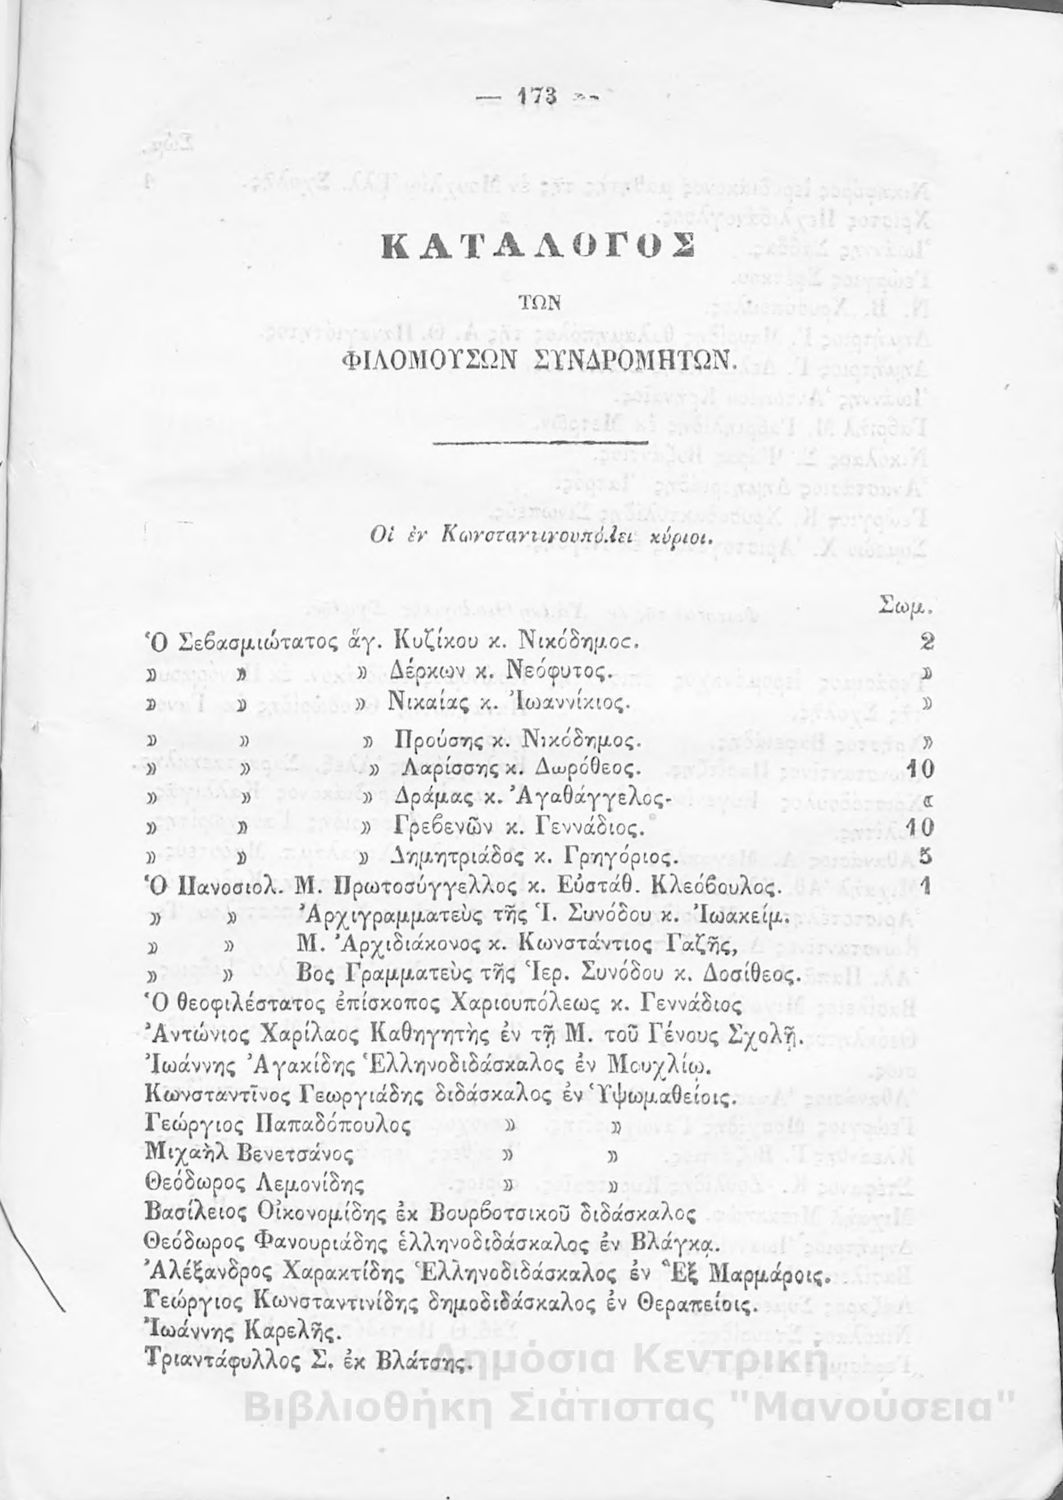 — 173 —
ΚΑΤΑΛΟΓΟΣ
ΤΩΝ
ΦΙΛΟΜΟΥΣΩΝ ΣΥΝΔΡΟΜΗΤΩΝ.
Οἱ ἐν Κωνσταντινουπόλει κύριοι.
Σωμ.
Ὁ Σεβασμιώτατος ἅγ. Κυζίκου κ. Νικόδημος. 2
» » » Δέρκων κ. Νεόφυτος. »
» » » Νικαίας κ. Ἰωαννίκιος. »
» » » Προύσης κ. Νικόδημος. »
» » » Λαρίσσης κ. Δωρόθεος. 10
» » » Δράμας κ. Ἀγαθάγγελος. «
» » » Γρεβενῶν κ. Γεννάδιος. 10
» » » Δημητριάδος κ. Γρηγόριος. 5
Ὁ Πανοσιολ. Μ. Πρωτοσύγγελλος κ. Εὐστάθ. Κλεόβουλος. 1
» » Ἀρχιγραμματεὺς τῆς Ἱ. Συνόδου κ. Ἰωακείμ.
» » Μ. Ἀρχιδιάκονος κ. Κωνστάντιος Γαζῆς,
» » Βος Γραμματεὺς τῆς Ἱερ. Συνόδου κ. Δοσίθεος.
Ὁ θεοφιλέστατος ἐπίσκοπος Χαριουπόλεως κ. Γεννάδιος
Ἀντώνιος Χαρίλαος Καθηγητὴς ἐν τῇ Μ. τοῦ Γένους Σχολῇ.
Ἰωάννης Ἀγακίδης Ἑλληνοδιδάσκαλος ἐν Μουχλίῳ.
Κωνσταντῖνος Γεωργιάδης διδάσκαλος ἐν Ὑψωμαθείοις.
Γεώργιος Παπαδόπουλος » »
Μιχαὴλ Βενετσάνος » »
Θεόδωρος Λεμονίδης » »
Βασίλειος Οἰκονομίδης ἐκ Βουρβοτσικοῦ διδάσκαλος
Θεόδωρος Φανουριάδης ἑλληνοδιδάσκαλος ἐν Βλάγκᾳ.
Ἀλέξανδρος Χαρακτίδης Ἑλληνοδιδάσκαλος ἐν Ἓξ Μαρμάροις.
Γεώργιος Κωνσταντινίδης δημοδιδάσκαλος ἐν Θεραπείοις.
Ἰωάννης Καρελῆς.
Τριαντάφυλλος Σ. ἐκ Βλάτσης.
Δημόσια Κεντρική
Βιβλιοθήκη Σιάτιστας "Μανούσεια"